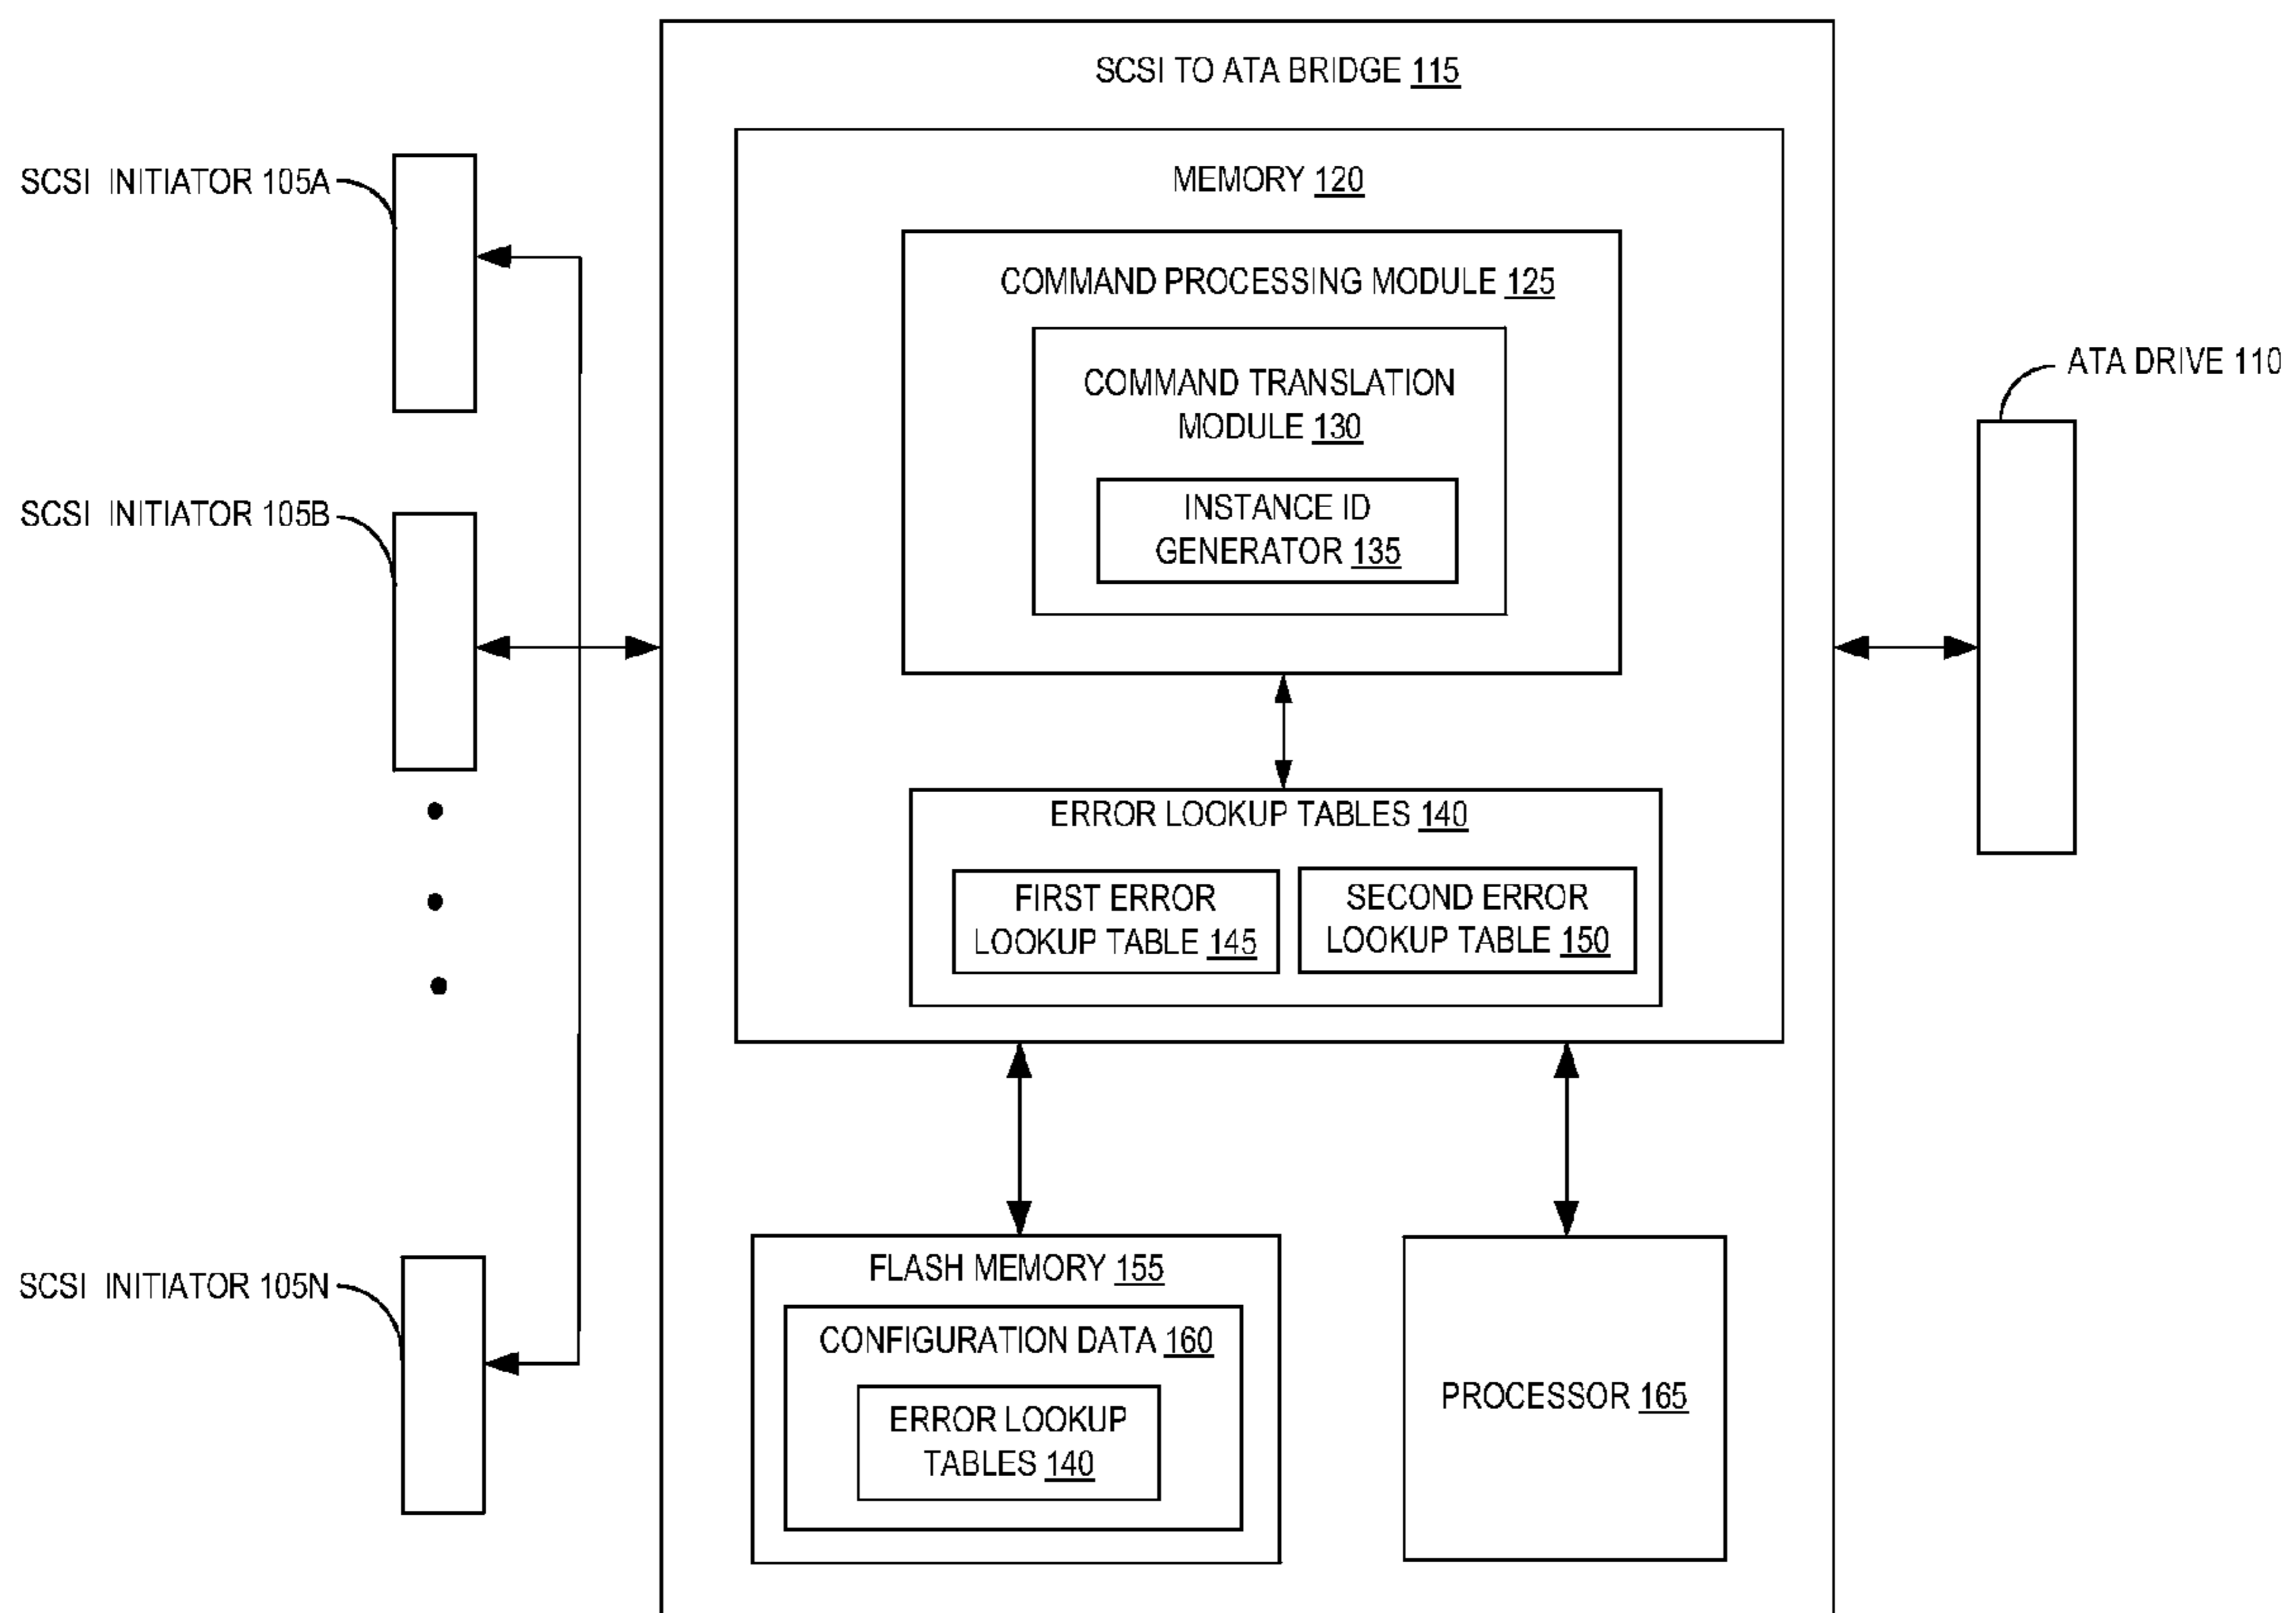 SCSI TO ATA BRIDGE 115
MEMORY 120
SCSI INITIATOR 105A
COMMAND PROCESSING MODULE 125
COMMAND TRANSLATION
MODULE 130
ATA DRIVE 110
INSTANCE ID
GENERATOR 135
SCSI INITIATOR 105B
ERROR LOOKUP TABLES 140
FIRST ERROR
LOOKUP TABLE 145
SECOND ERROR
LOOKUP TABLE 150
SCSI INITIATOR 105N
FLASH MEMORY 155
CONFIGURATION DATA 160
ERROR LOOKUP
TABLES 140
PROCESSOR 165